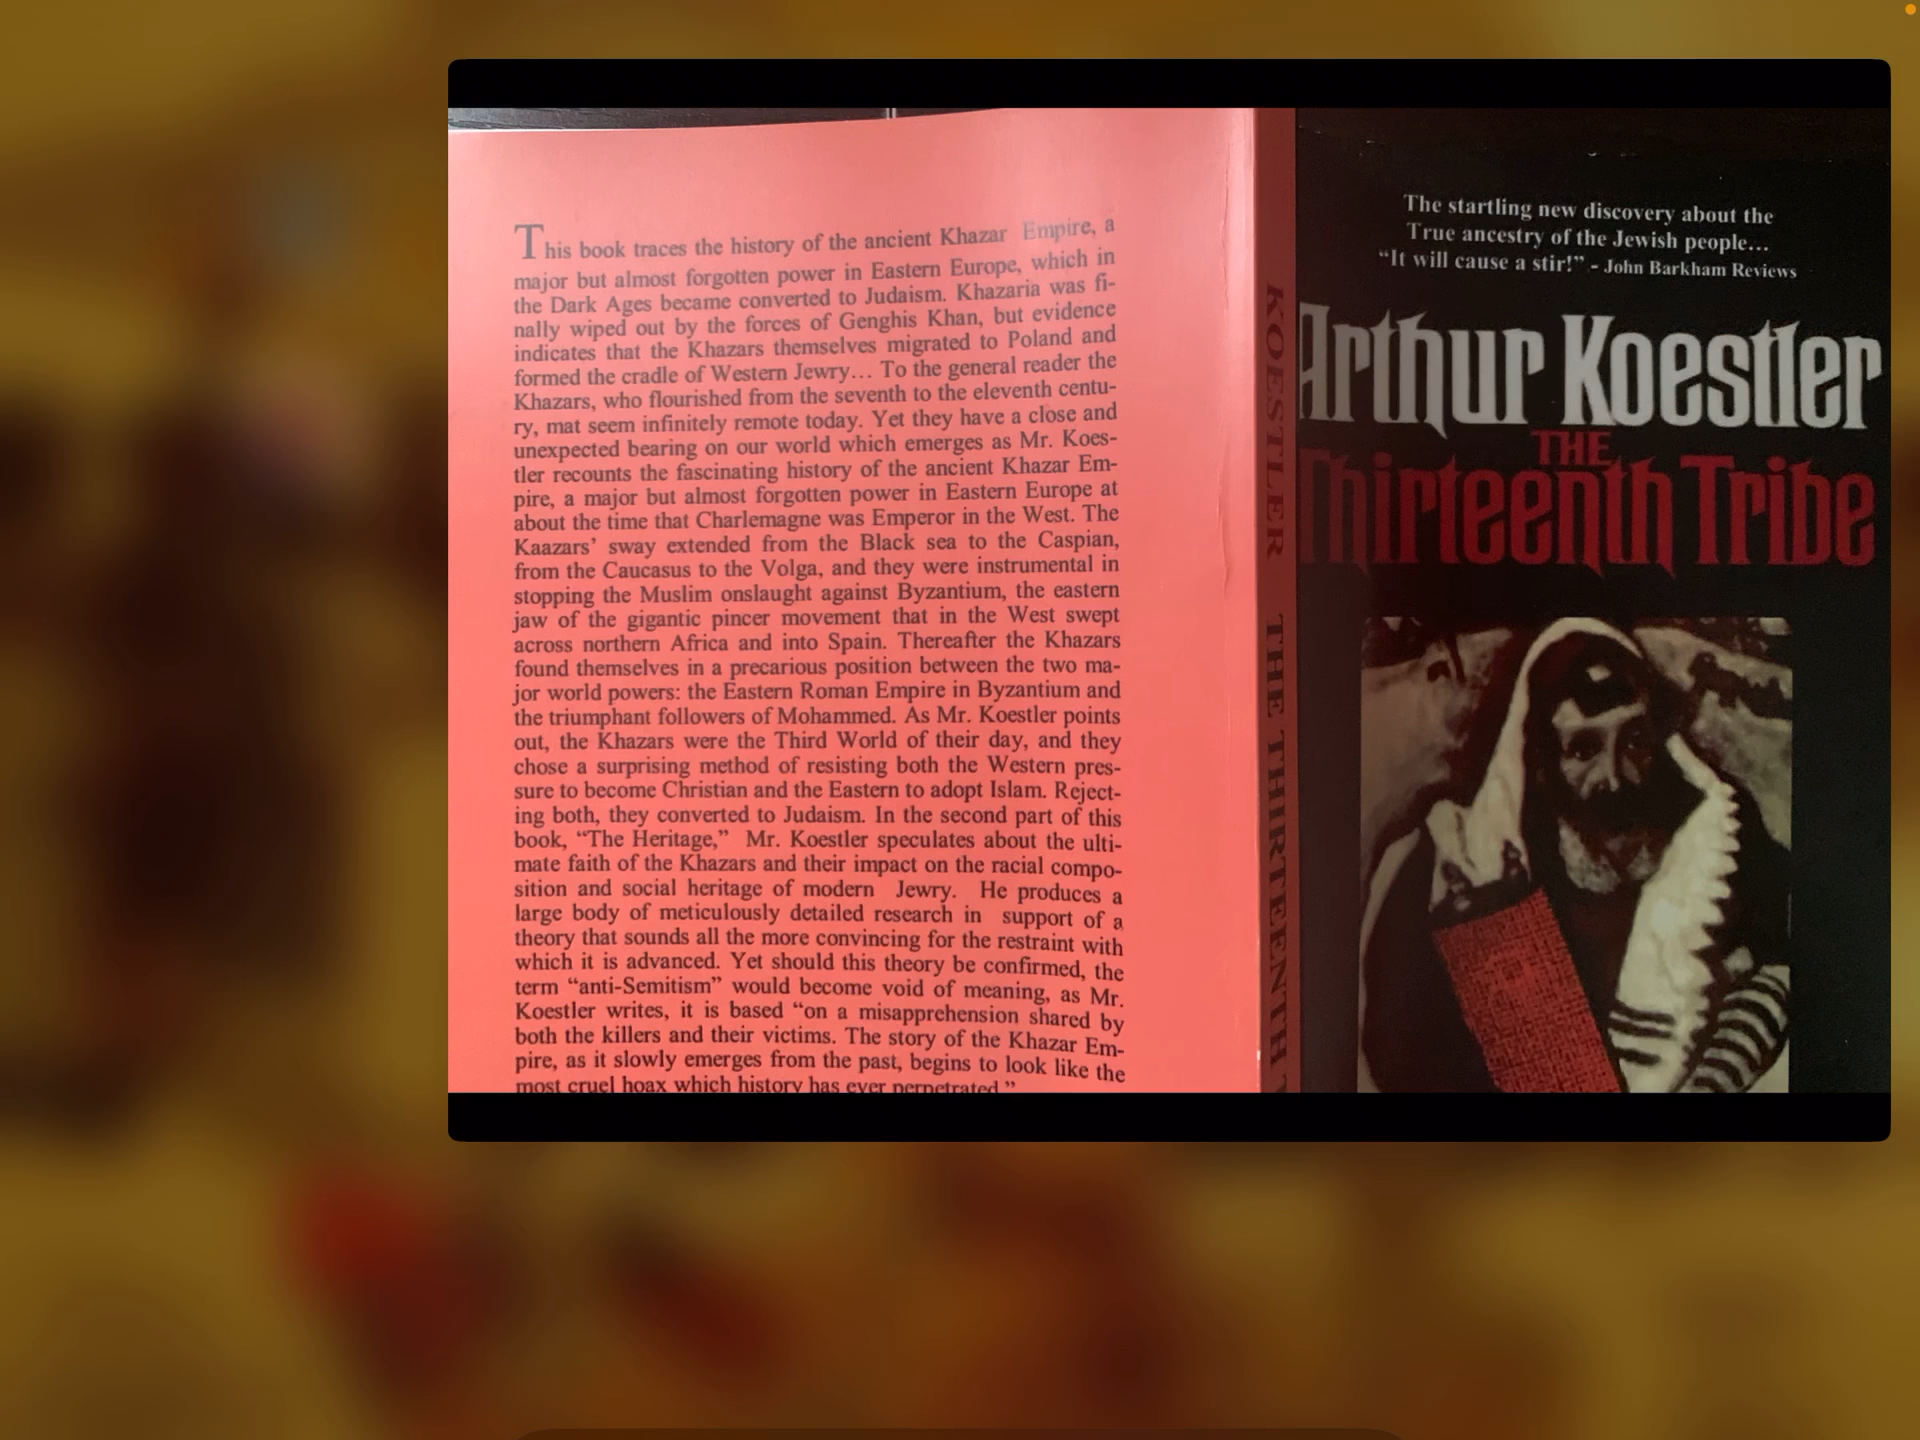 This book traces the history of the ancient Khazar Empire, a
major but almost forgotten power in Eastern Europe, which in
the Dark Ages became converted to Judaism. Khazaria was fi-
nally wiped out by the forces of Genghis Khan, but evidence
indicates that the Khazars themselves migrated to Poland and
formed the cradle of Western Jewry... To the general reader the
Khazars, who flourished from the seventh to the eleventh centu-
ry, mat seem infinitely remote today. Yet they have a close and
unexpected bearing on our world which emerges as Mr. Koes-
tler recounts the fascinating history of the ancient Khazar Em-
pire, a major but almost forgotten power in Eastern Europe at
about the time that Charlemagne was Emperor in the West. The
Kaazars’ sway extended from the Black sea to the Caspian,
from the Caucasus to the Volga, and they were instrumental in
stopping the Muslim onslaught against Byzantium, the eastern
jaw of the gigantic pincer movement that in the West swept
across northern Africa and into Spain. Thereafter the Khazars
found themselves in a precarious position between the two ma-
jor world powers: the Eastern Roman Empire in Byzantium and
the triumphant followers of Mohammed. As Mr. Koestler points
out, the Khazars were the Third World of their day, and they
chose a surprising method of resisting both the Western pres-
sure to become Christian and the Eastern to adopt Islam. Reject-
ing both, they converted to Judaism. In the second part of this
book, “The Heritage,” Mr. Koestler speculates about the ulti-
mate faith of the Khazars and their impact on the racial compo-
sition and social heritage of modern Jewry. He produces a
large body of meticulously detailed research in support of a
theory that sounds all the more convincing for the restraint with
which it is advanced. Yet should this theory be confirmed, the
term “anti-Semitism” would become void of meaning, as Mr.
Koestler writes, it is based “on a misapprehension shared by
both the killers and their victims. The story of the Khazar Em-
pire, as it slowly emerges from the past, begins to look like the
most cruel hoax which history has ever perpetrated.”
KOESTLER THE THIRTEENTH
The startling new discovery about the
True ancestry of the Jewish people...
“It will cause a stir!” - John Barkham Reviews
Arthur Koestler
THE
Thirteenth Tribe